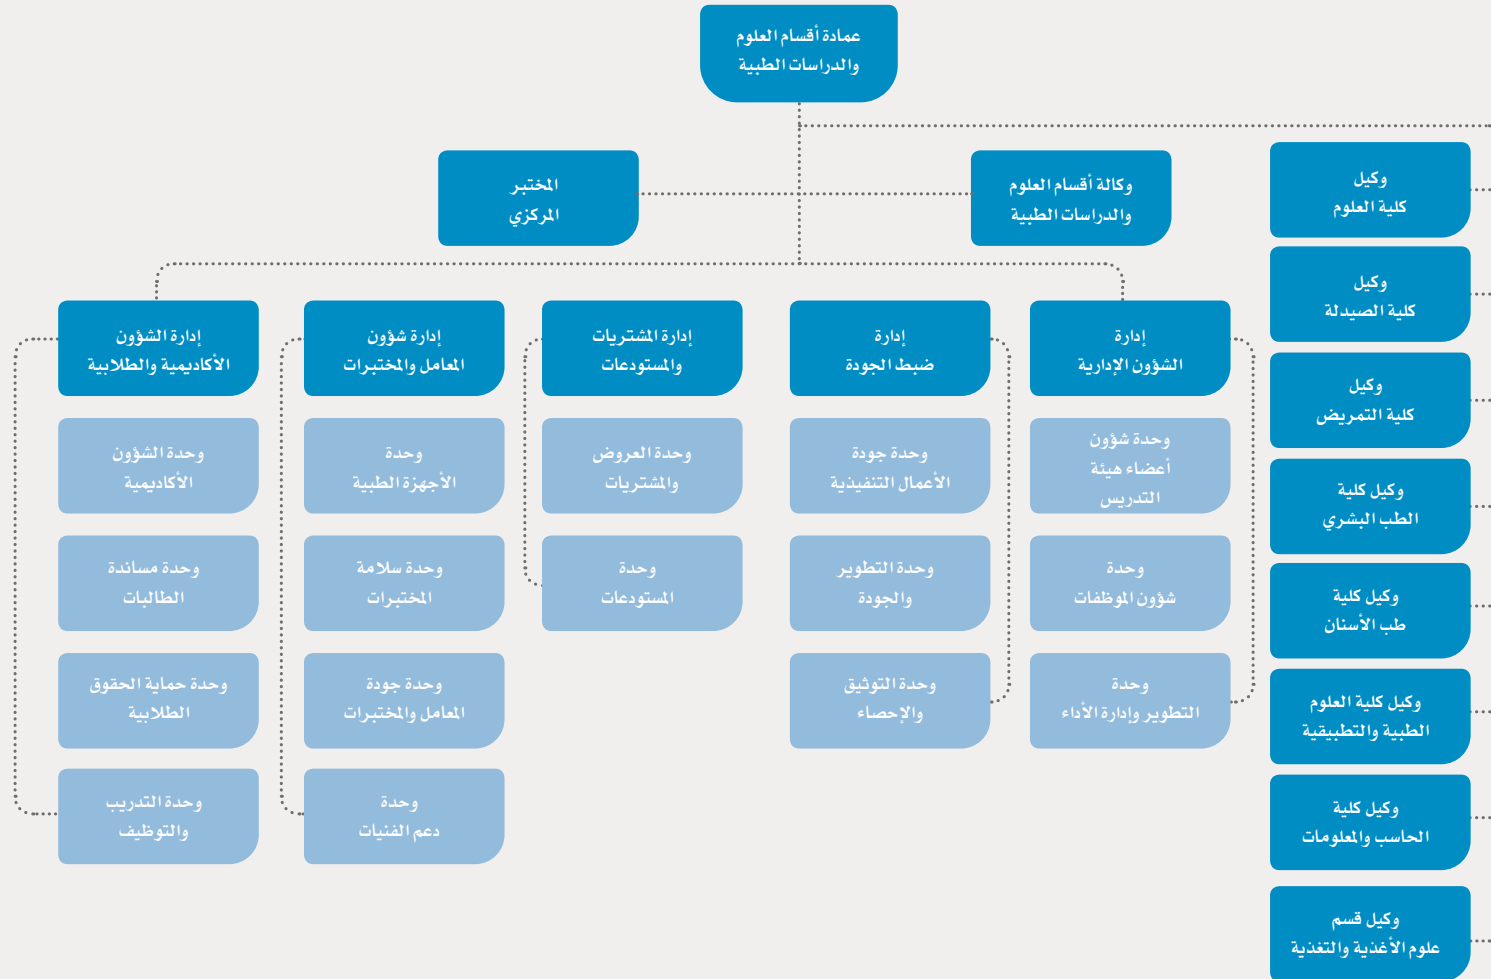 عمادة أقسام العلوم
والدراسات الطبية
وكالة أقسام العلوم
والدراسات الطبية
المختبر
المركزي
وكيل
كلية العلوم
وكيل
كلية الصيدلة
وكيل
كلية التمريض
وكيل كلية
الطب البشري
وكيل كلية
طب الأسنان
وكيل كلية العلوم
الطبية والتطبيقية
وكيل كلية
الحاسب والمعلومات
وكيل قسم
علوم الأغذية والتغذية
إدارة
الشؤون الإدارية
وحدة شؤون
أعضاء هيئة
التدريس
وحدة
شؤون الموظفات
وحدة
التطوير وإدارة الأداء
إدارة
ضبط الجودة
وحدة جودة
الأعمال التنفيذية
وحدة التطوير
والجودة
وحدة التوثيق
والإحصاء
إدارة المشتريات
والمستودعات
وحدة العروض
والمشتريات
وحدة
المستودعات
إدارة شؤون
المعامل والمختبرات
وحدة
الأجهزة الطبية
وحدة سلامة
المختبرات
وحدة جودة
المعامل والمختبرات
وحدة
دعم الفنيات
إدارة الشؤون
الأكاديمية والطلابية
وحدة الشؤون
الأكاديمية
وحدة مساندة
الطالبات
وحدة حماية الحقوق
الطلابية
وحدة التدريب
والتوظيف